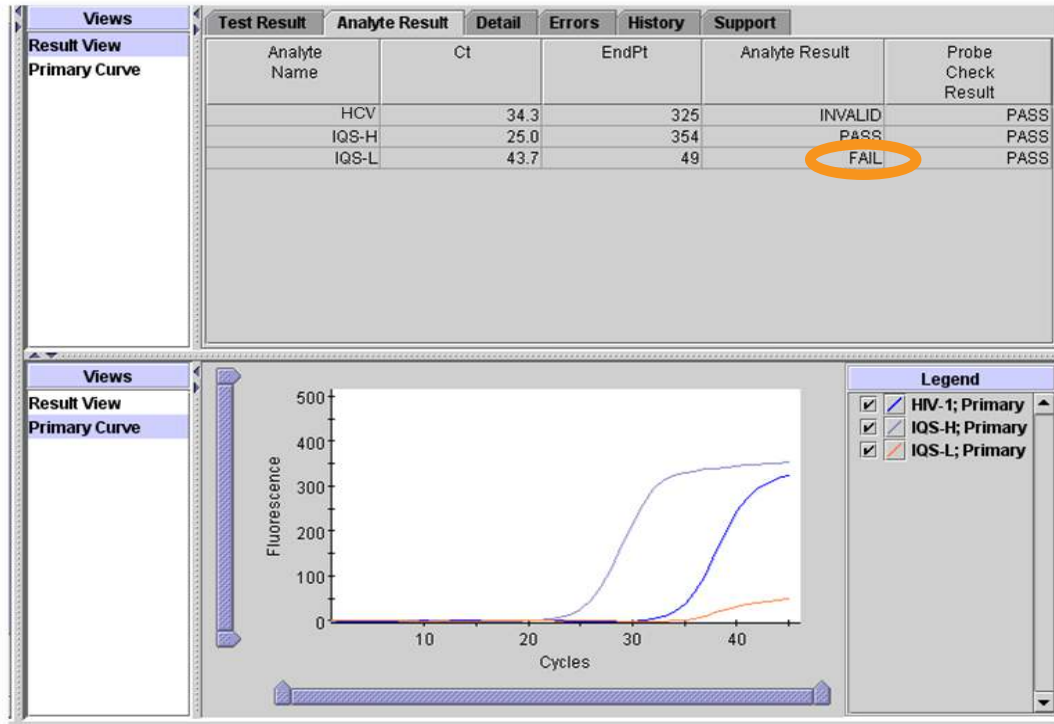 Views
Result View
Primary Curve
Test Result Analyte Result Detail Errors History Support
Analyte Name Ct EndPt Analyte Result Probe Check Result
HCV 34.3 325 INVALID PASS
IQS-H 25.0 354 PASS PASS
IQS-L 43.7 49 FAIL PASS
Views
Result View
Primary Curve
500
400
300
200
100
0
Fluorescence
10 20 30 40
Cycles
Legend
HIV-1; Primary
IQS-H; Primary
IQS-L; Primary